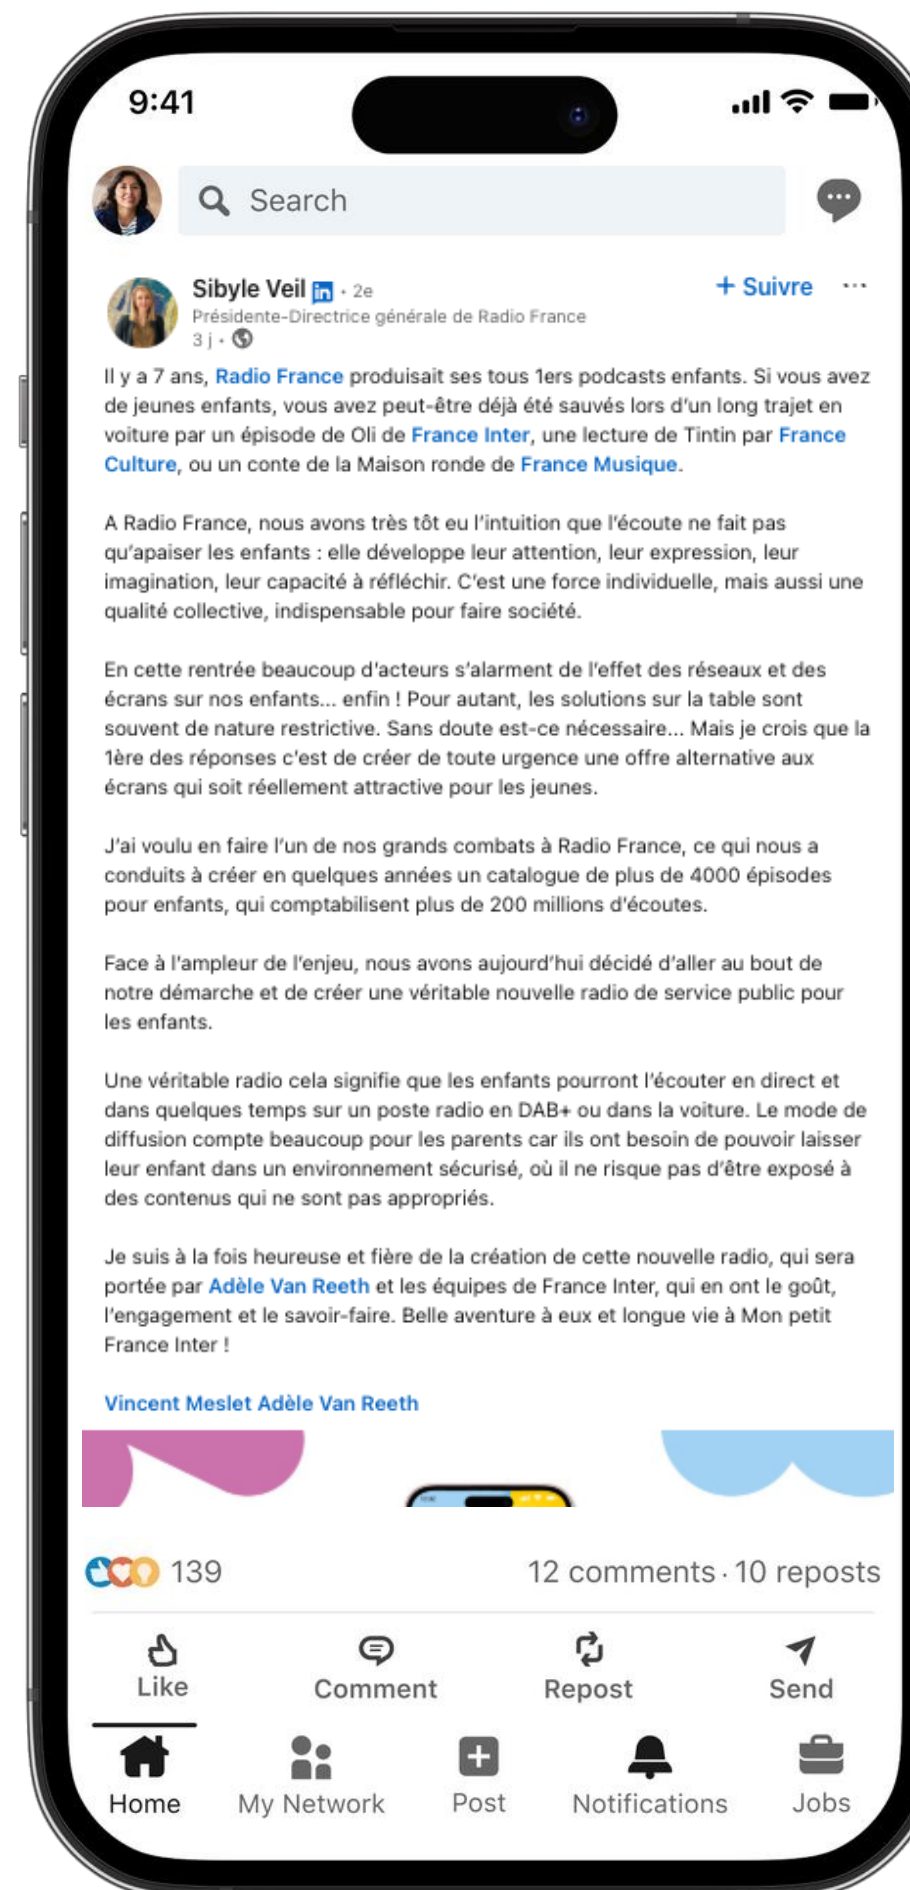 9:41
Search
Sibyle Veil in · 2e
+ Suivre ...
Présidente-Directrice générale de Radio France
3 j ·
Il y a 7 ans, Radio France produisait ses tous 1ers podcasts enfants. Si vous avez
de jeunes enfants, vous avez peut-être déjà été sauvés lors d'un long trajet en
voiture par un épisode de Oli de France Inter, une lecture de Tintin par France
Culture, ou un conte de la Maison ronde de France Musique.
A Radio France, nous avons très tôt eu l'intuition que l'écoute ne fait pas
qu'apaiser les enfants : elle développe leur attention, leur expression, leur
imagination, leur capacité à réfléchir. C'est une force individuelle, mais aussi une
qualité collective, indispensable pour faire société.
En cette rentrée beaucoup d'acteurs s'alarment de l'effet des réseaux et des
écrans sur nos enfants... enfin ! Pour autant, les solutions sur la table sont
souvent de nature restrictive. Sans doute est-ce nécessaire... Mais je crois que la
1ère des réponses c'est de créer de toute urgence une offre alternative aux
écrans qui soit réellement attractive pour les jeunes.
J'ai voulu en faire l'un de nos grands combats à Radio France, ce qui nous a
conduits à créer en quelques années un catalogue de plus de 4000 épisodes
pour enfants, qui comptabilisent plus de 200 millions d'écoutes.
Face à l'ampleur de l'enjeu, nous avons aujourd'hui décidé d'aller au bout de
notre démarche et de créer une véritable nouvelle radio de service public pour
les enfants.
Une véritable radio cela signifie que les enfants pourront l'écouter en direct et
dans quelques temps sur un poste radio en DAB+ ou dans la voiture. Le mode de
diffusion compte beaucoup pour les parents car ils ont besoin de pouvoir laisser
leur enfant dans un environnement sécurisé, où il ne risque pas d'être exposé à
des contenus qui ne sont pas appropriés.
Je suis à la fois heureuse et fière de la création de cette nouvelle radio, qui sera
portée par Adèle Van Reeth et les équipes de France Inter, qui en ont le goût,
l'engagement et le savoir-faire. Belle aventure à eux et longue vie à Mon petit
France Inter !
Vincent Meslet Adèle Van Reeth
139
12 comments · 10 reposts
Like Comment Repost Send
Home My Network Post Notifications Jobs